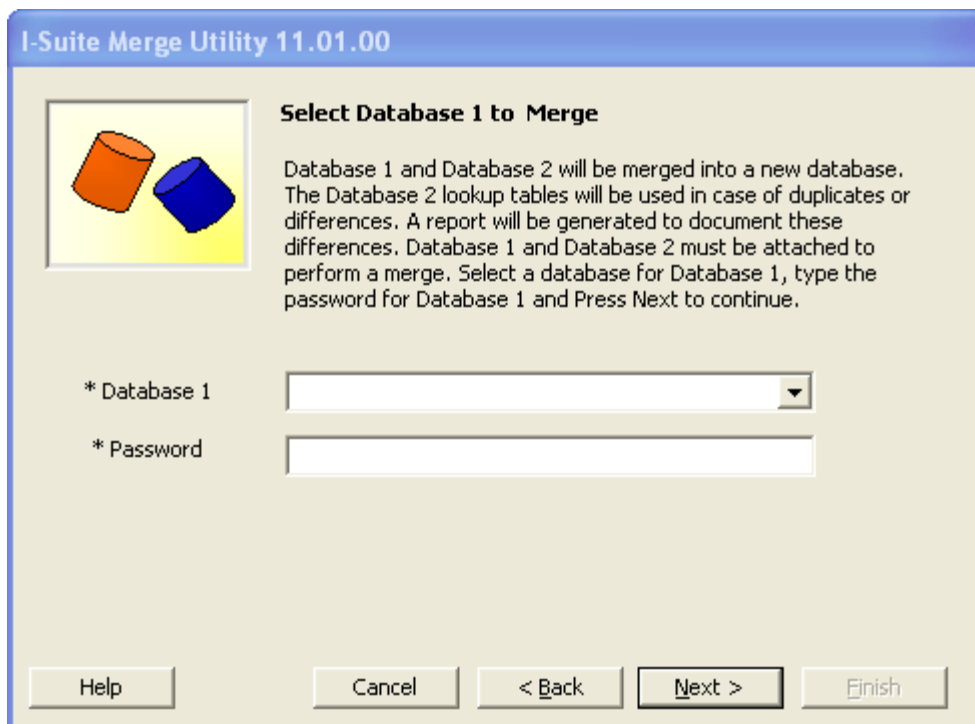 I-Suite Merge Utility 11.01.00
Select Database 1 to Merge
Database 1 and Database 2 will be merged into a new database.
The Database 2 lookup tables will be used in case of duplicates or
differences. A report will be generated to document these
differences. Database 1 and Database 2 must be attached to
perform a merge. Select a database for Database 1, type the
password for Database 1 and Press Next to continue.
* Database 1
* Password
Help
Cancel
< Back
Next >
Finish